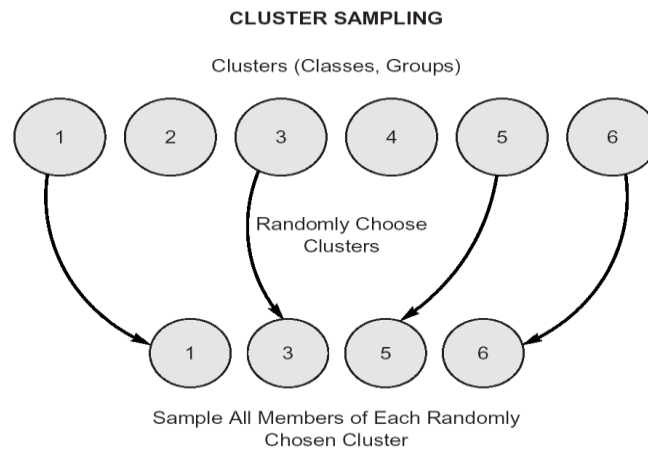 CLUSTER SAMPLING
Clusters (Classes, Groups)
1 2 3 4 5 6
Randomly Choose
Clusters
1 3 5 6
Sample All Members of Each Randomly
Chosen Cluster